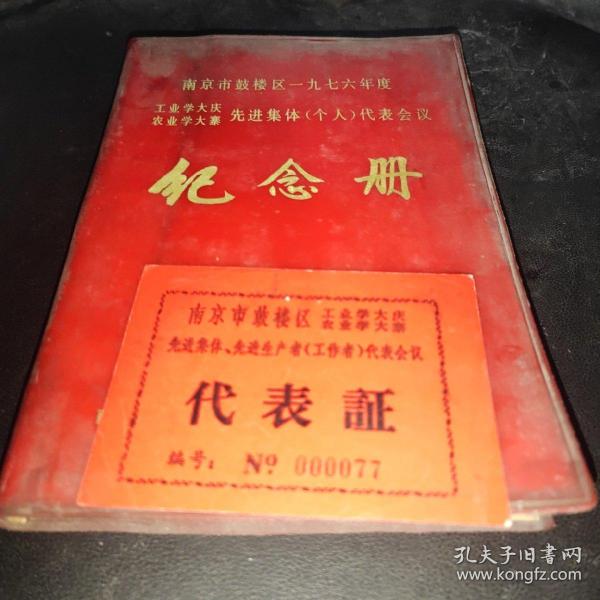 南京市鼓楼区一九七六年度
工业学大庆
农业学大寨 先进集体(个人)代表会议
纪念册
南京市鼓楼区 工业学大庆
农业学大寨
先进集体、先进生产者(工作者)代表会议
代表証
编号: № 000077
孔夫子旧书网
www.kongfz.com